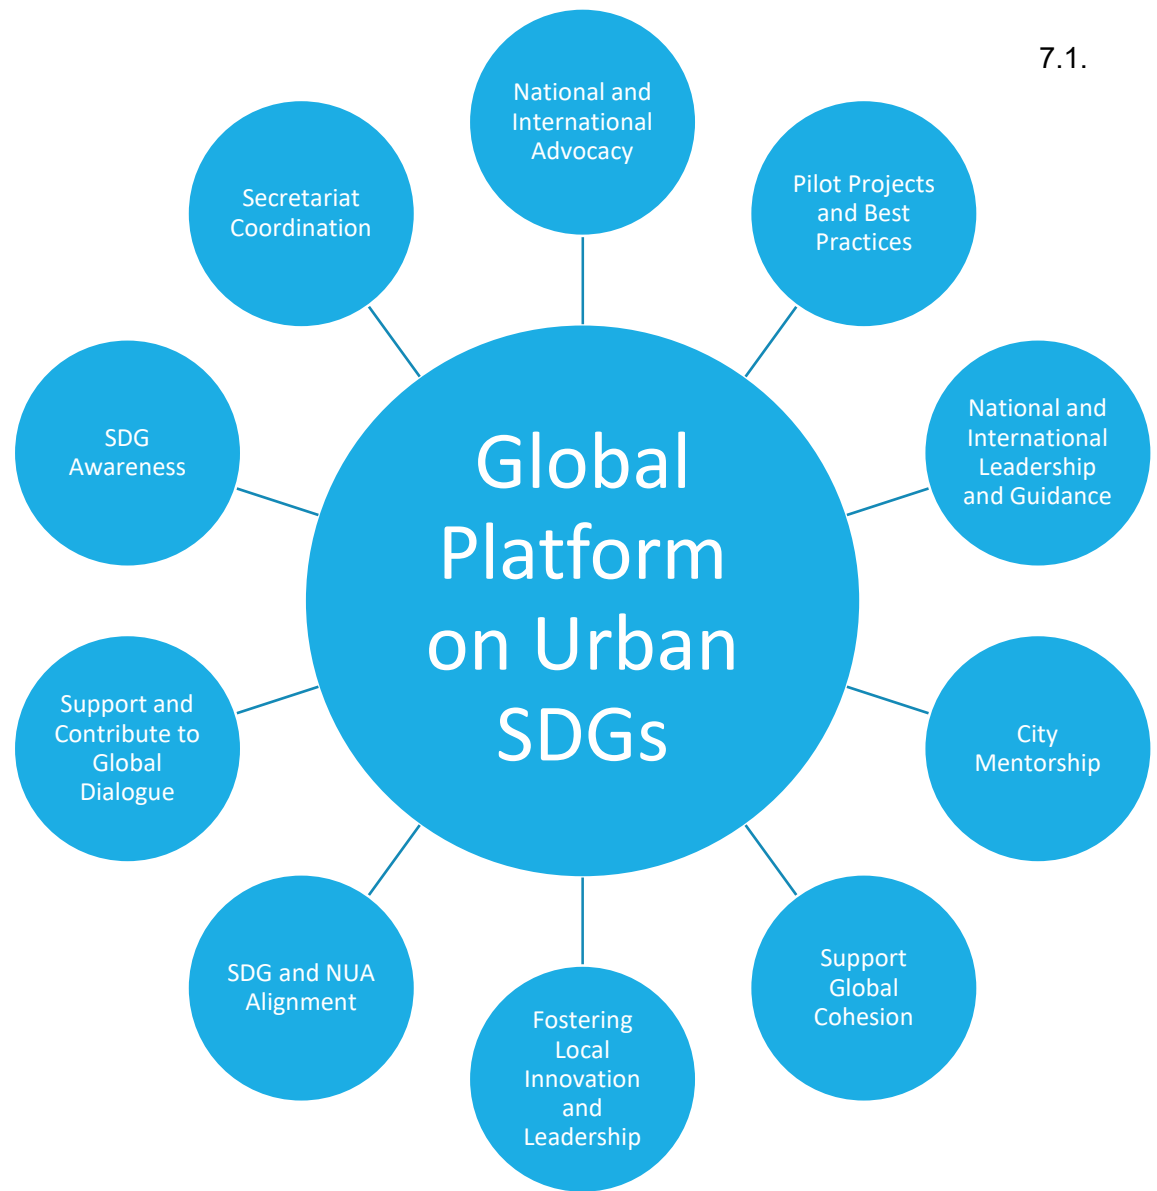 7.1.
National and
International
Advocacy
Pilot Projects
and Best
Practices
National and
International
Leadership
and Guidance
City
Mentorship
Support
Global
Cohesion
Fostering
Local
Innovation
and
Leadership
SDG and NUA
Alignment
Support and
Contribute to
Global
Dialogue
SDG
Awareness
Secretariat
Coordination
Global
Platform
on Urban
SDGs